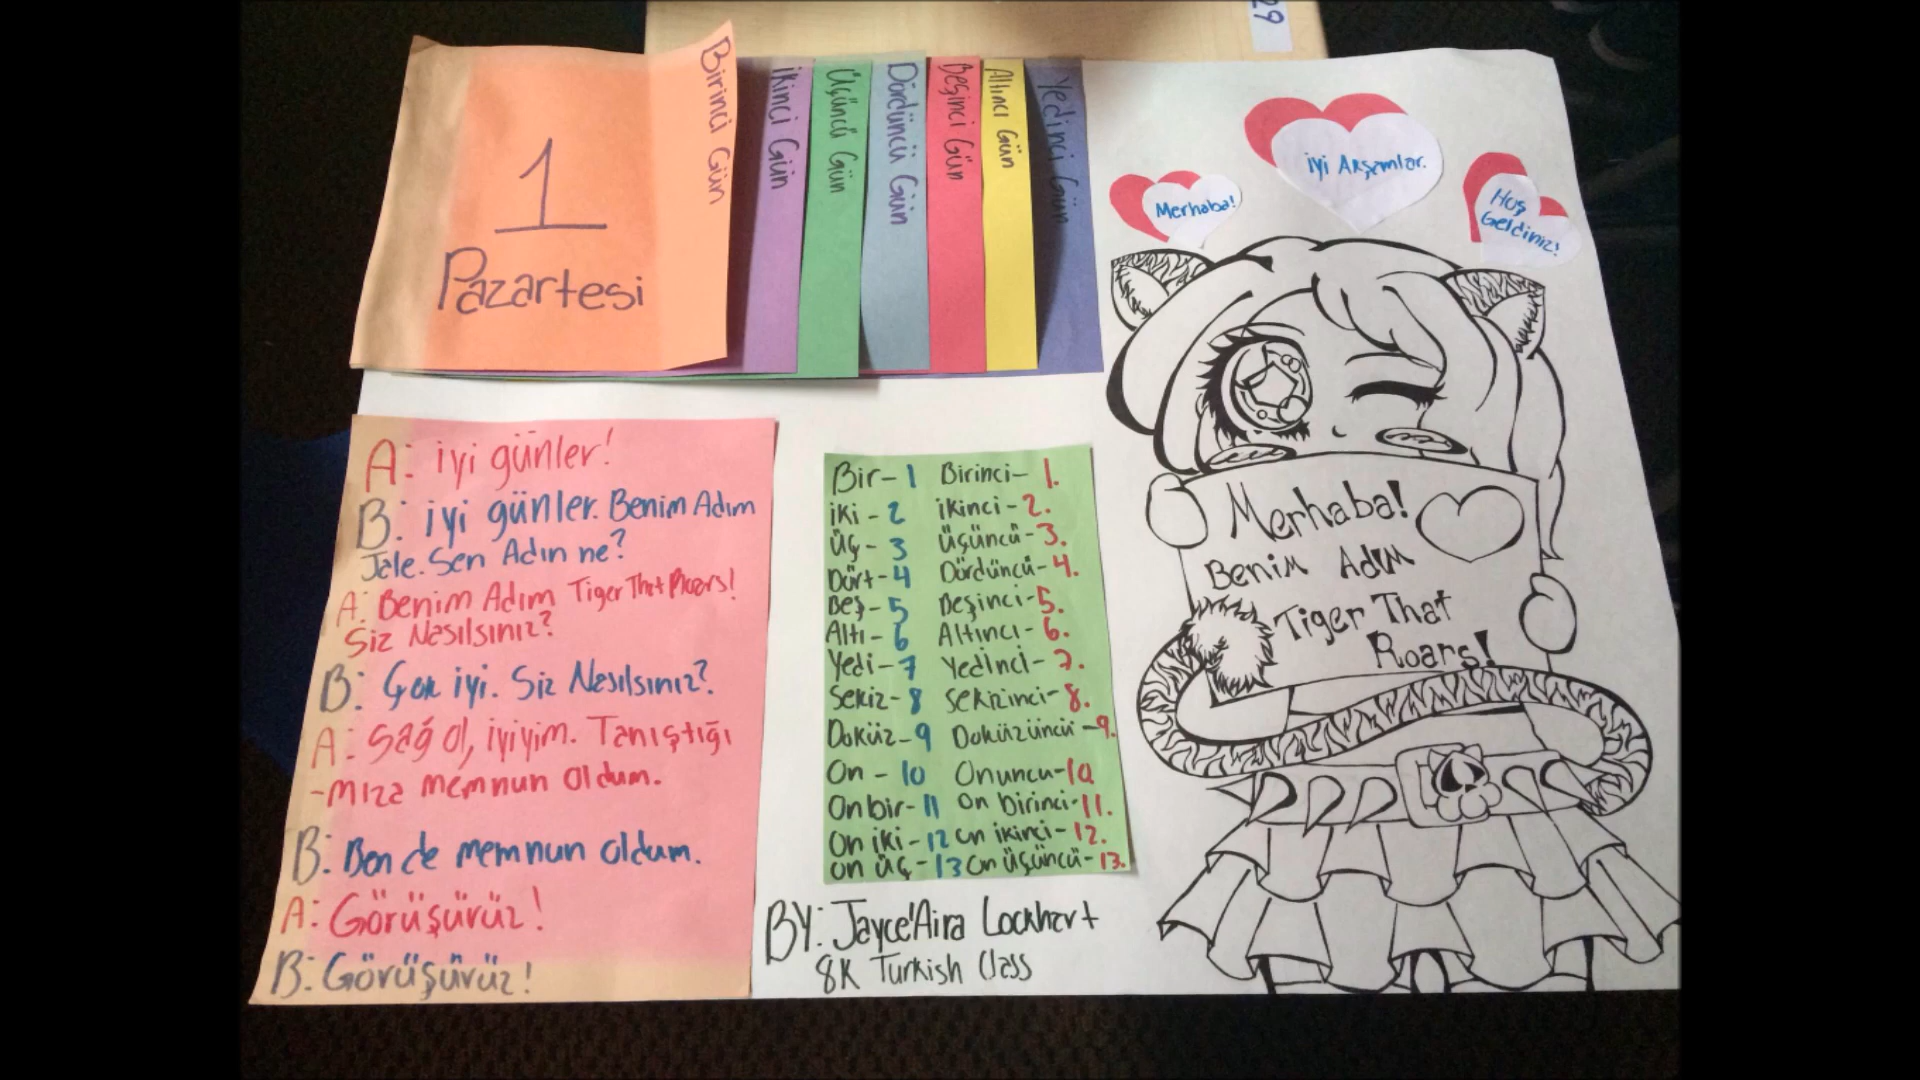 29
1
Pazartesi
Birinci Gün
ikinci Gün
Üçüncü Gün
Dördüncü Gün
Beşinci Gün
Altıncı Gün
Yedinci Gün
Merhaba!
iyi Akşamlar.
Hoş
Geldiniz!
A: iyi günler!
B: iyi günler. Benim Adım
Jale. Sen Adın ne?
A: Benim Adım Tiger That Roars!
Siz Nasılsınız?
B: Çok iyi. Siz Nasılsınız?
A: Sağ ol, iyiyim. Tanıştığı
-mıza memnun oldum.
B: Ben de memnun oldum.
A: Görüşürüz!
B: Görüşürüz!
Bir- 1 Birinci- 1.
iki - 2 ikinci - 2.
Üç - 3 Üçüncü - 3.
Dört - 4 Dördüncü - 4.
Beş - 5 Beşinci - 5.
Altı - 6 Altıncı - 6.
Yedi - 7 Yedinci - 7.
Sekiz - 8 Sekizinci - 8.
Doküz - 9 Doküzüncü - 9.
On - 10 Onuncu - 10.
On bir - 11 On birinci - 11.
On iki - 12 On ikinci - 12.
on üç - 13 On üçüncü - 13.
BY: Jayce'Aira Lockhart
8K Turkish Class
Merhaba!
Benim Adım
Tiger That
Roars!